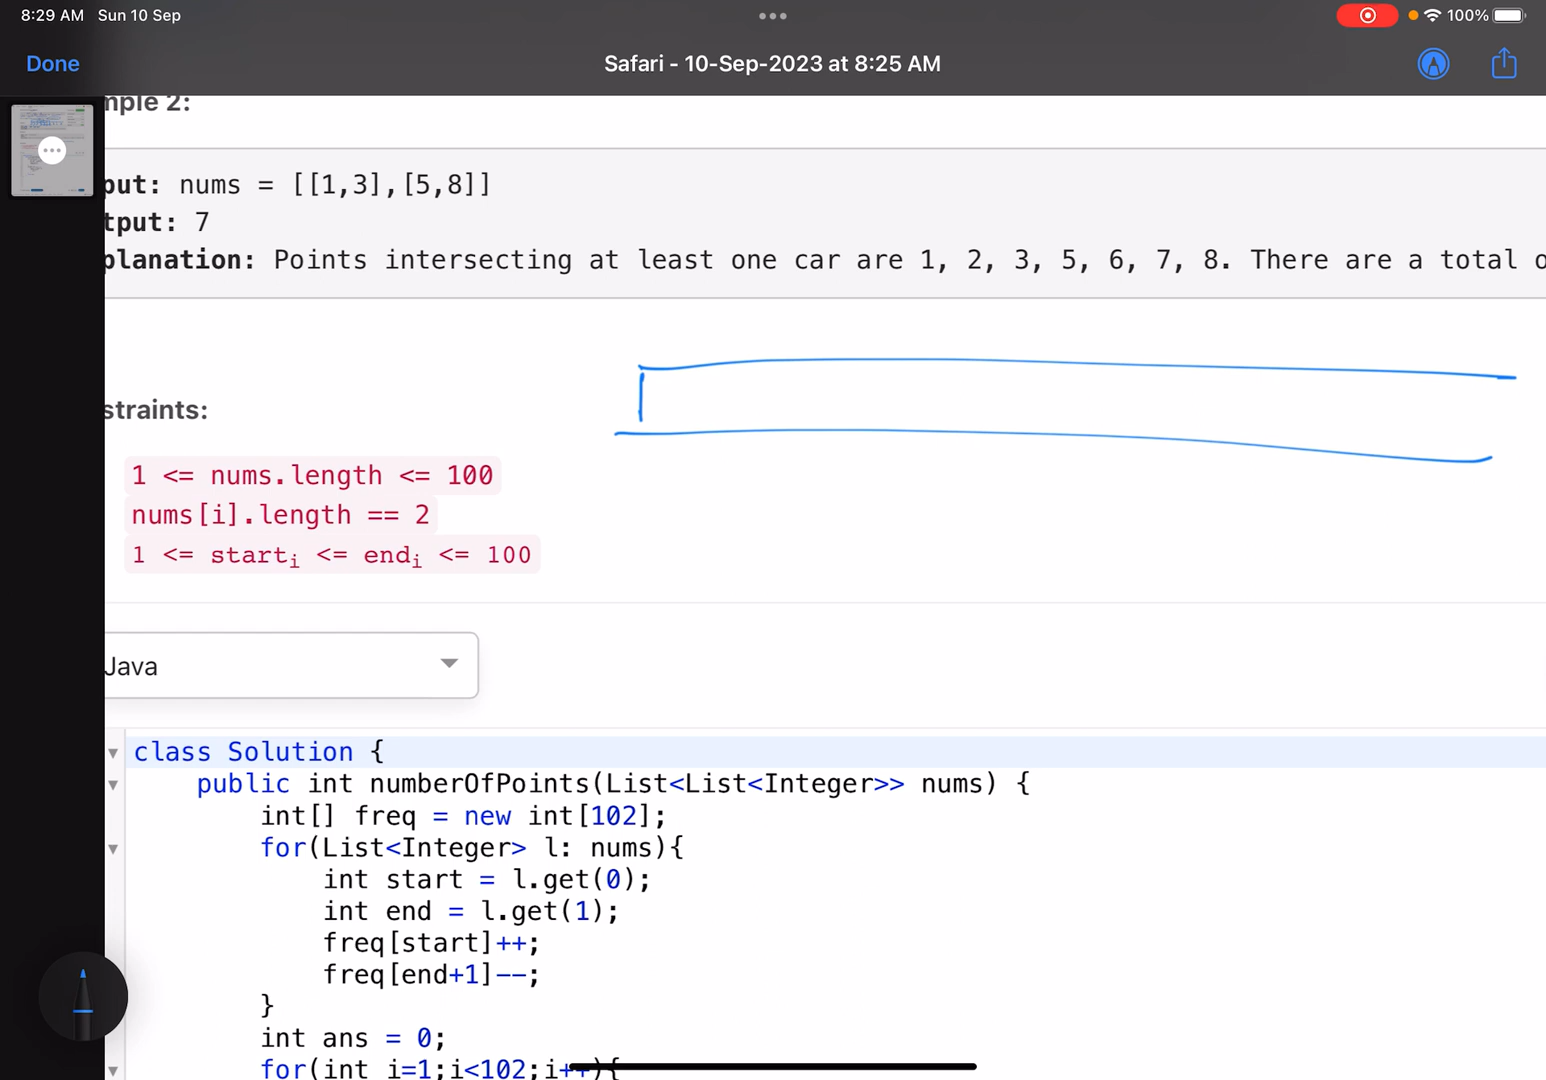 8:29 AM Sun 10 Sep
100%
Done
Safari - 10-Sep-2023 at 8:25 AM
mple 2:
put: nums = [[1,3],[5,8]]
tput: 7
planation: Points intersecting at least one car are 1, 2, 3, 5, 6, 7, 8. There are a total o
straints:
1 <= nums.length <= 100
nums[i].length == 2
1 <= starti <= endi <= 100
Java
class Solution {
public int numberOfPoints(List<List<Integer>> nums) {
int[] freq = new int[102];
for(List<Integer> l: nums){
int start = l.get(0);
int end = l.get(1);
freq[start]++;
freq[end+1]--;
}
int ans = 0;
for(int i=1;i<102;i++){